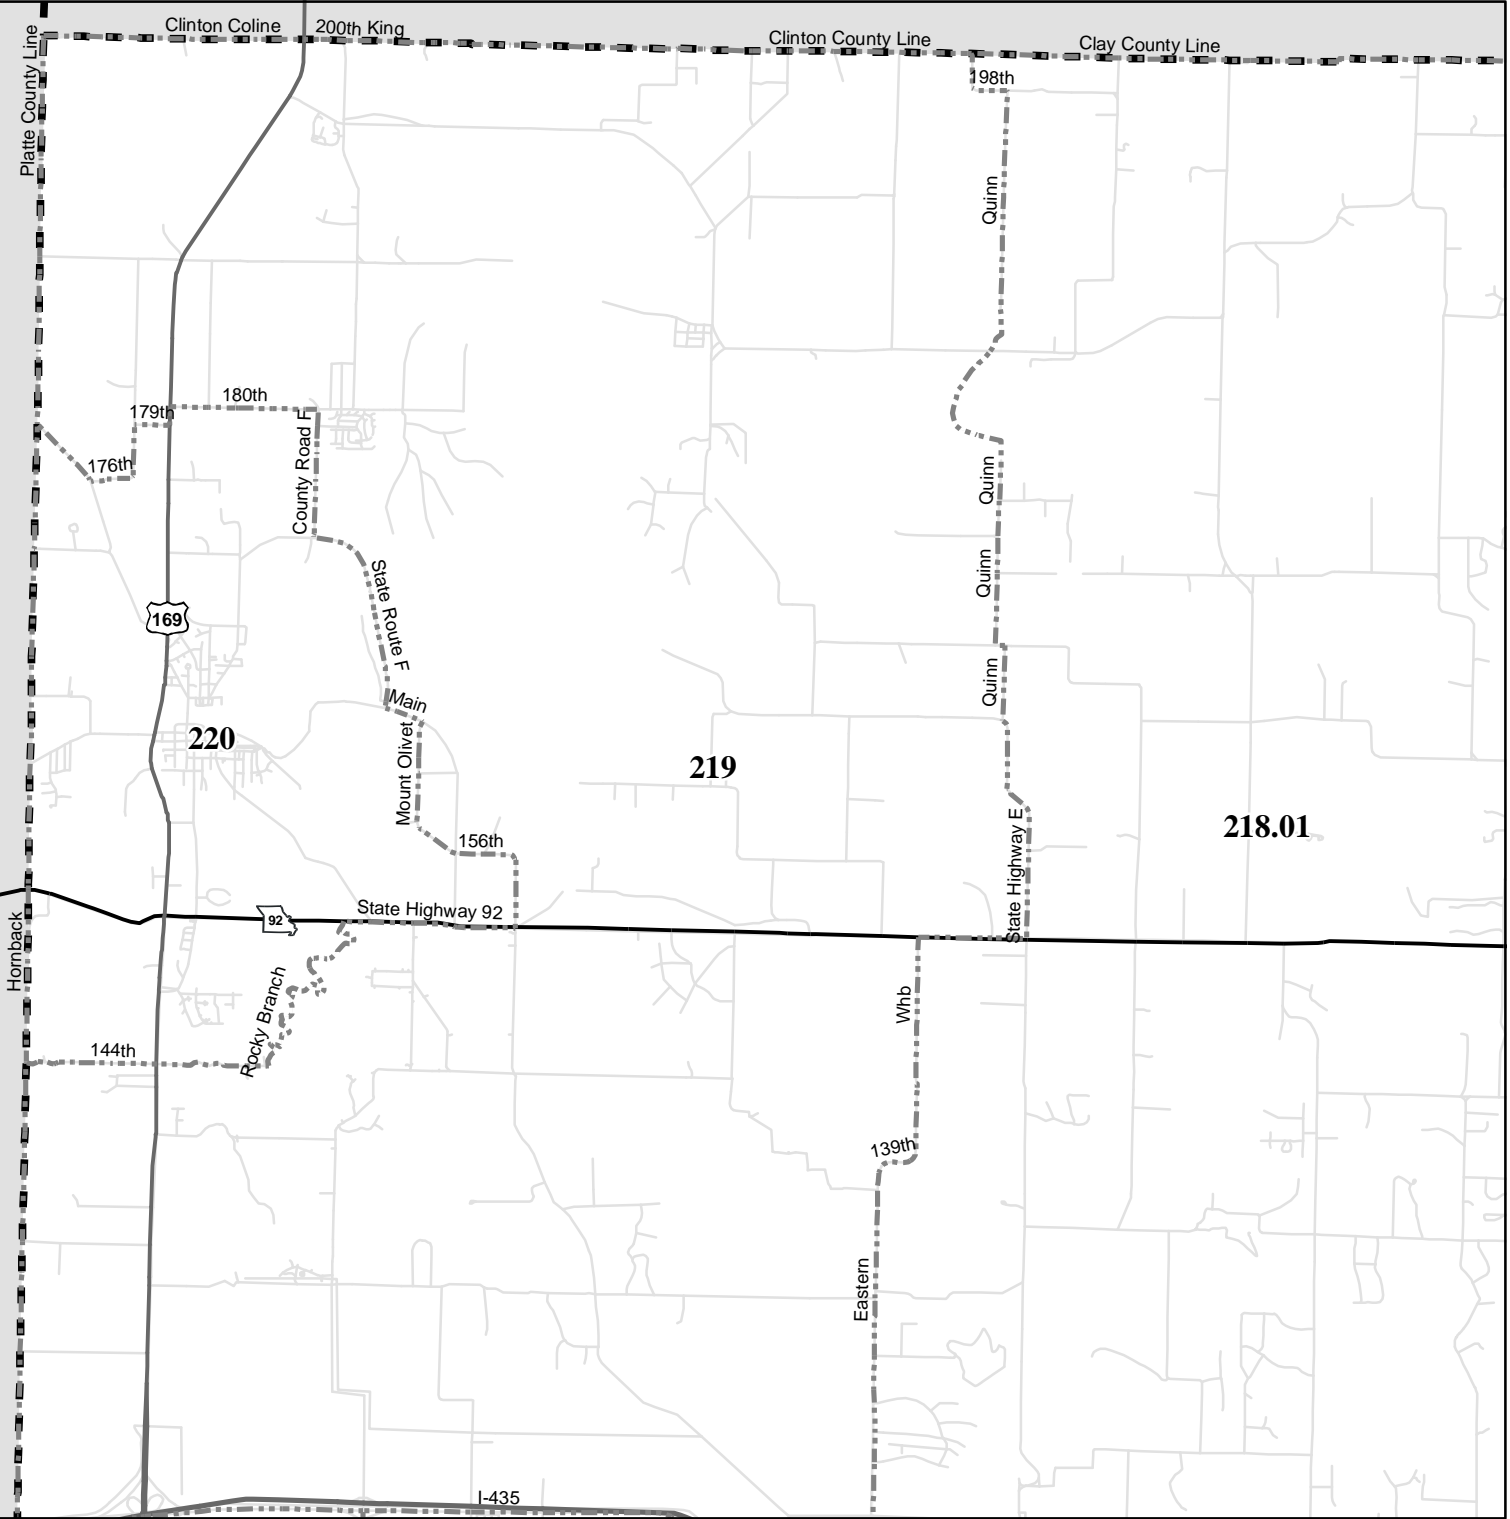 Clinton Coline
200th King
Clinton County Line
Clay County Line
Platte County Line
198th
Quinn
180th
179th
176th
County Road F
Quinn
Quinn
State Route F
169
Quinn
Main
Mount Olivet
220
219
218.01
156th
State Highway E
State Highway 92
92
Hornback
Rocky Branch
Whb
144th
139th
Eastern
I-435